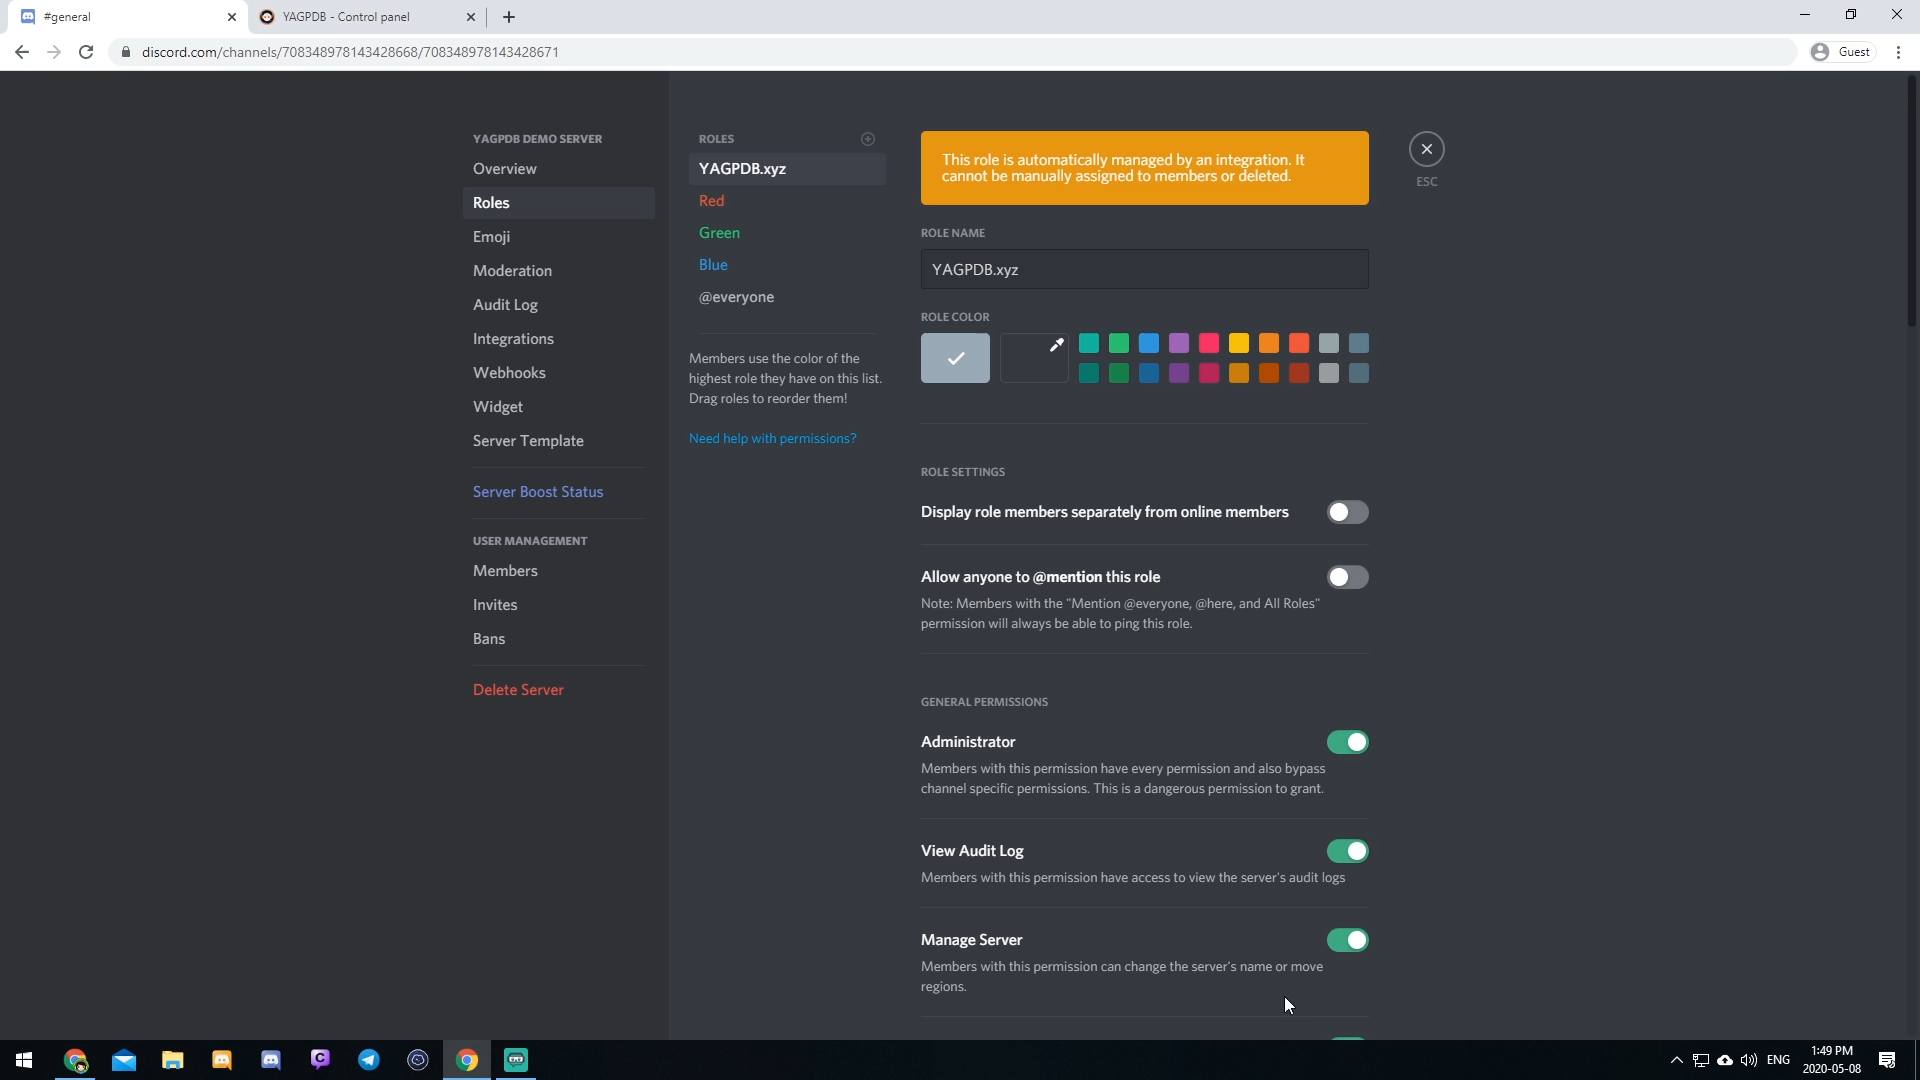 #general
YAGPDB - Control panel
discord.com/channels/708348978143428668/708348978143428671
Guest
YAGPDB DEMO SERVER
Overview
Roles
Emoji
Moderation
Audit Log
Integrations
Webhooks
Widget
Server Template
Server Boost Status
USER MANAGEMENT
Members
Invites
Bans
Delete Server
ROLES
YAGPDB.xyz
Red
Green
Blue
@everyone
Members use the color of the
highest role they have on this list.
Drag roles to reorder them!
Need help with permissions?
This role is automatically managed by an integration. It
cannot be manually assigned to members or deleted.
ESC
ROLE NAME
YAGPDB.xyz
ROLE COLOR
ROLE SETTINGS
Display role members separately from online members
Allow anyone to @mention this role
Note: Members with the "Mention @everyone, @here, and All Roles"
permission will always be able to ping this role.
GENERAL PERMISSIONS
Administrator
Members with this permission have every permission and also bypass
channel specific permissions. This is a dangerous permission to grant.
View Audit Log
Members with this permission have access to view the server's audit logs
Manage Server
Members with this permission can change the server's name or move
regions.
ENG
1:49 PM
2020-05-08